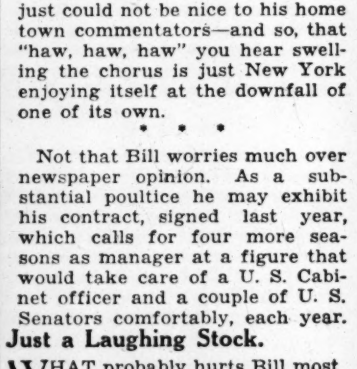 just could not be nice to his home
town commentators—and so, that
"haw, haw, haw" you hear swell-
ing the chorus is just New York
enjoying itself at the downfall of
one of its own.
* * *
Not that Bill worries much over
newspaper opinion. As a sub-
stantial poultice he may exhibit
his contract, signed last year,
which calls for four more sea-
sons as manager at a figure that
would take care of a U. S. Cabi-
net officer and a couple of U. S.
Senators comfortably, each year.
Just a Laughing Stock.
WHAT probably hurts Bill most